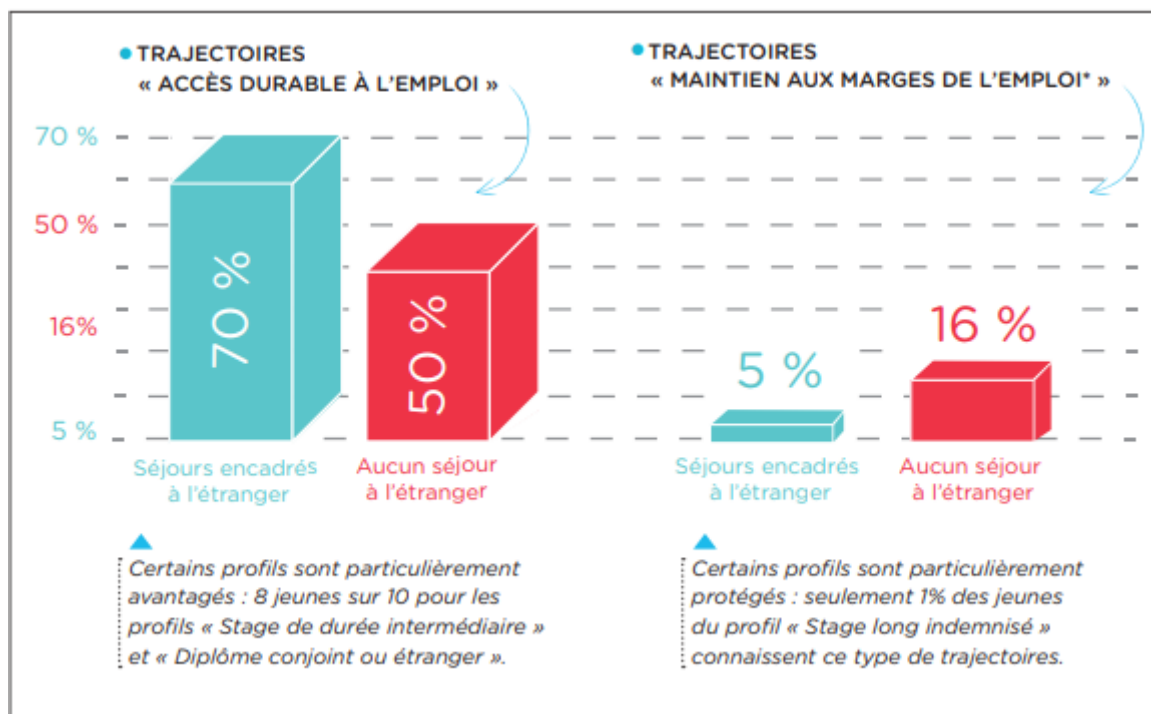 TRAJECTOIRES
« ACCÈS DURABLE À L'EMPLOI »
TRAJECTOIRES
« MAINTIEN AUX MARGES DE L'EMPLOI* »
70 %
50 %
16%
5 %
70 %
50 %
5 %
16 %
Séjours encadrés
à l'étranger
Aucun séjour
à l'étranger
Séjours encadrés
à l'étranger
Aucun séjour
à l'étranger
Certains profils sont particulièrement
avantagés : 8 jeunes sur 10 pour les
profils « Stage de durée intermédiaire »
et « Diplôme conjoint ou étranger ».
Certains profils sont particulièrement
protégés : seulement 1% des jeunes
du profil « Stage long indemnisé »
connaissent ce type de trajectoires.